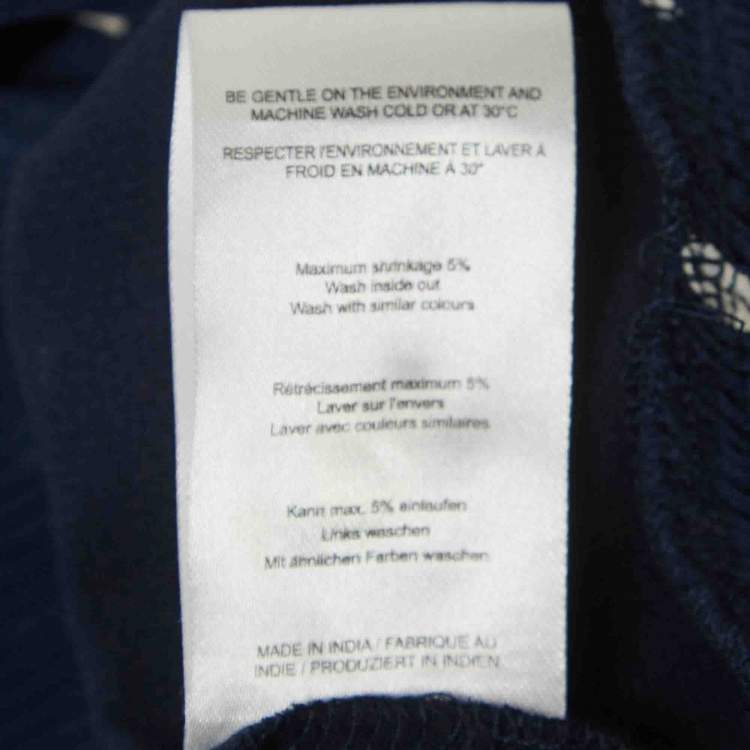 BE GENTLE ON THE ENVIRONMENT AND
MACHINE WASH COLD OR AT 30°C
RESPECTER l'ENVIRONNEMENT ET LAVER À
FROID EN MACHINE À 30°
Maximum shrinkage 5%
Wash inside out
Wash with similar colours
Rétrécissement maximum 5%
Laver sur l'envers
Laver avec couleurs similaires
Kann max. 5% einlaufen
Links waschen
Mit ähnlichen Farben waschen
MADE IN INDIA / FABRIQUE AU
INDIE / PRODUZIERT IN INDIEN